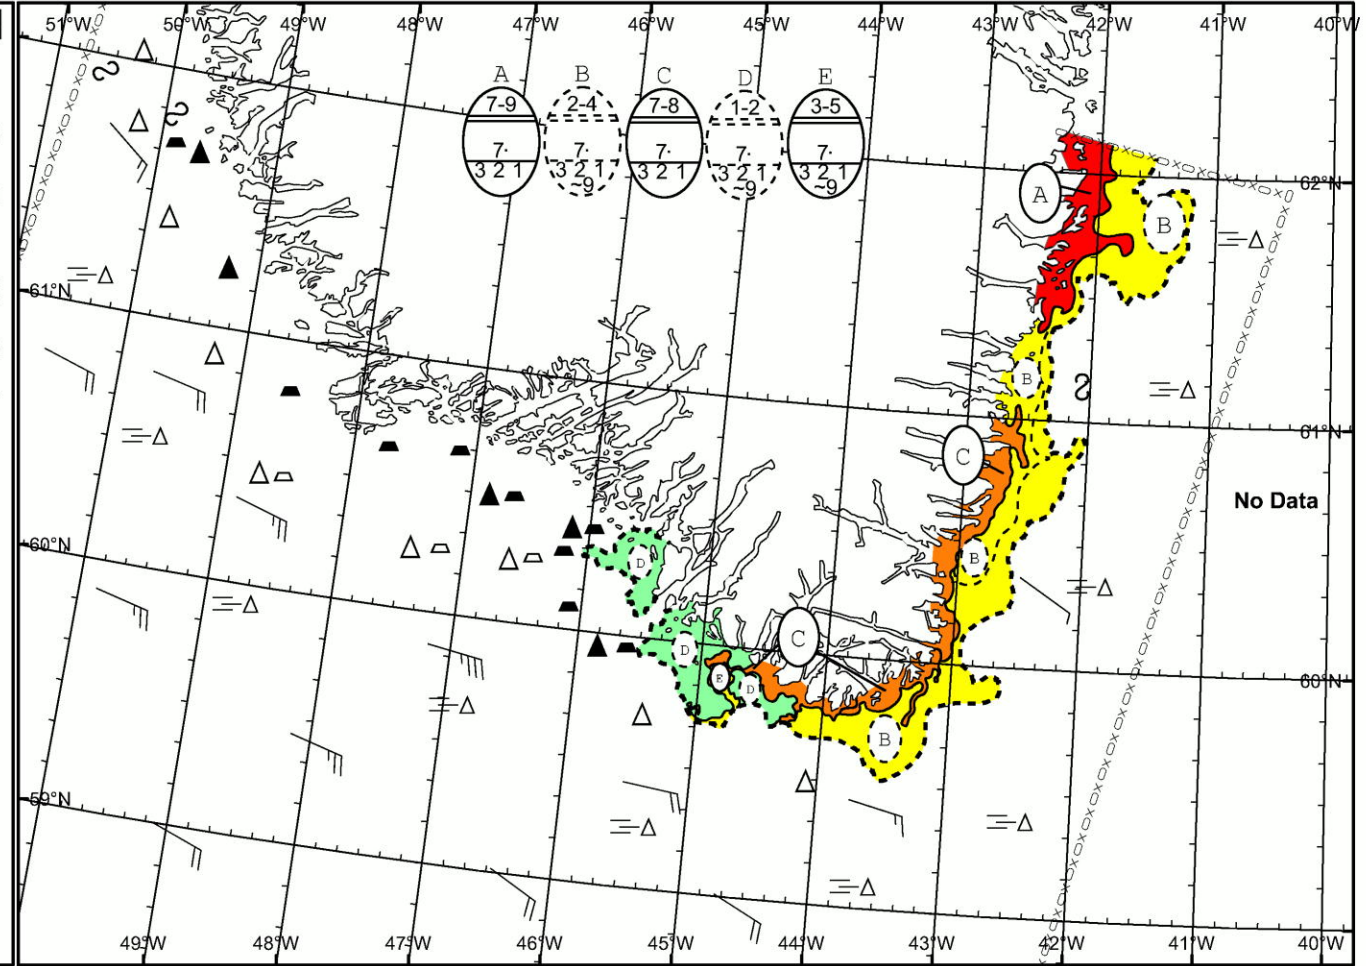 51°W 50°W 49°W 48°W 47°W 46°W 45°W 44°W 43°W 42°W 41°W 40°W
A B C D E
7-9 2-4 7-8 1-2 3-5
7· 7· 7· 7· 7·
3 2 1 3 2 1 3 2 1 3 2 1 3 2 1
~9 ~9 ~9
62°N
A
B
61°N
B
C
61°N
No Data
60°N
D
B
C
D
E
D
60°N
B
59°N
49°W 48°W 47°W 46°W 45°W 44°W 43°W 42°W 41°W 40°W